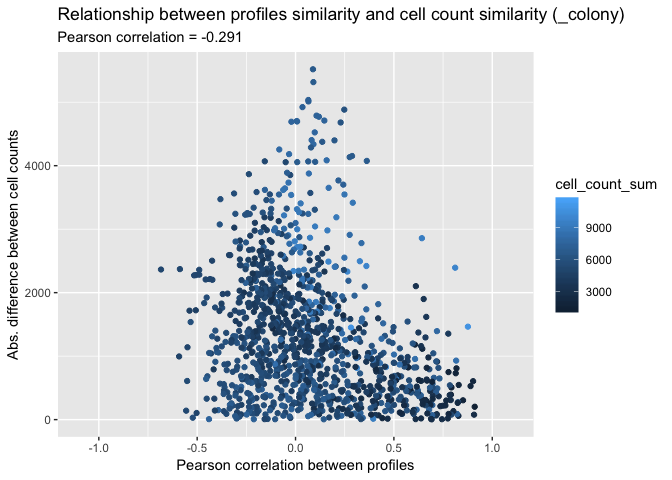 Relationship between profiles similarity and cell count similarity (_colony)
Pearson correlation = -0.291
Abs. difference between cell counts
4000
2000
0
-1.0 -0.5 0.0 0.5 1.0
Pearson correlation between profiles
cell_count_sum
9000
6000
3000